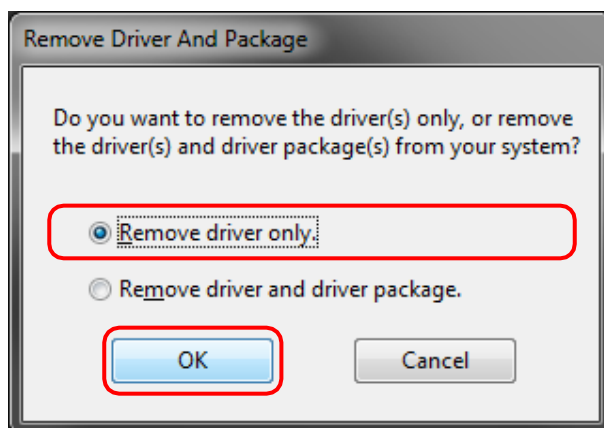 Remove Driver And Package
Do you want to remove the driver(s) only, or remove
the driver(s) and driver package(s) from your system?
Remove driver only.
Remove driver and driver package.
OK
Cancel